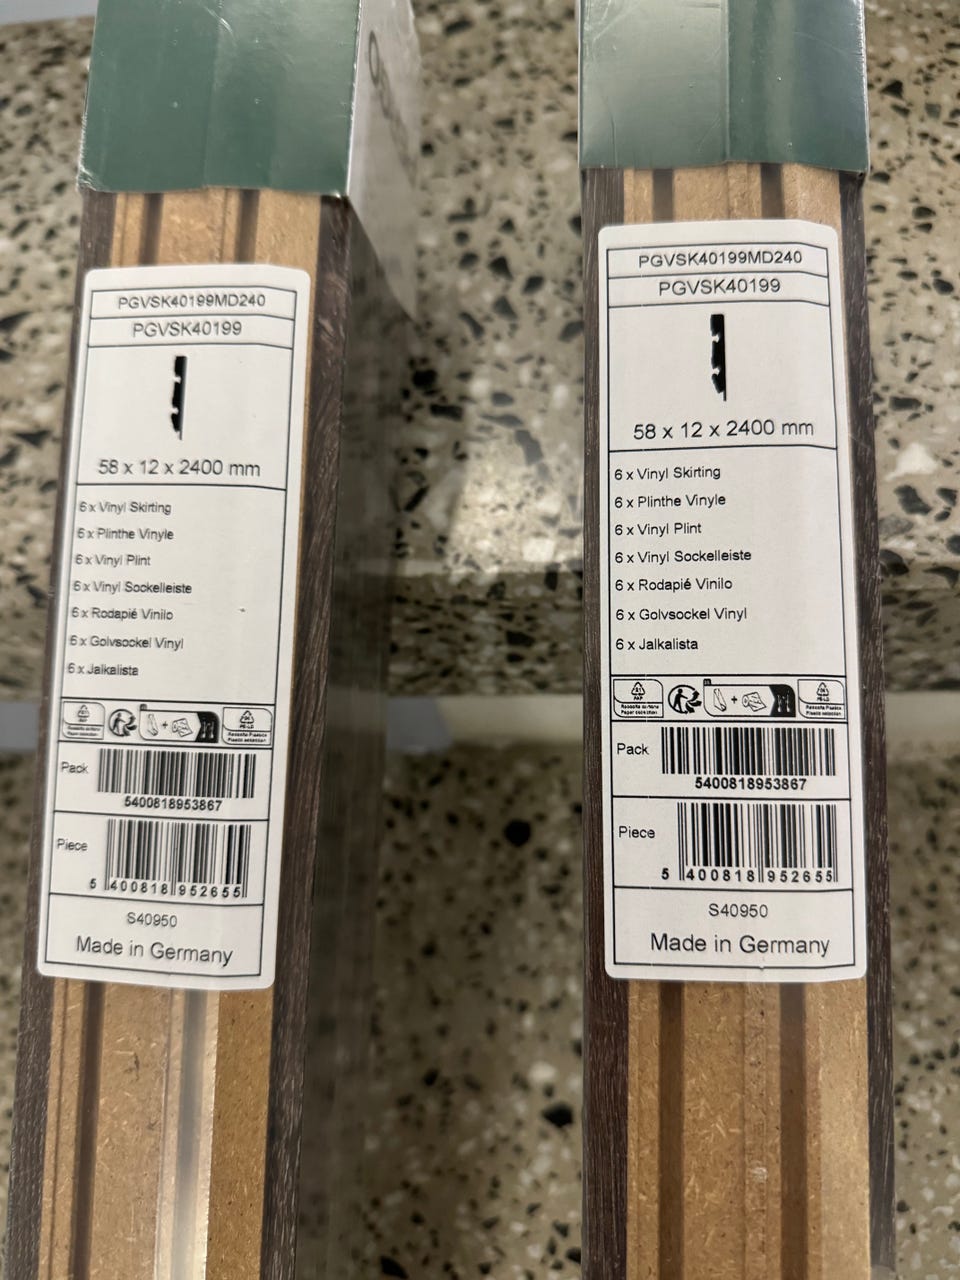 PGVSK40199MD240
PGVSK40199
58 x 12 x 2400 mm
6 x Vinyl Skirting
6 x Plinthe Vinyle
6 x Vinyl Plint
6 x Vinyl Sockelleiste
6 x Rodapié Vinilo
6 x Golvsockel Vinyl
6 x Jalkalista
Pack
5400818953867
Piece
5 400818 952655
S40950
Made in Germany
PGVSK40199MD240
PGVSK40199
58 x 12 x 2400 mm
6 x Vinyl Skirting
6 x Plinthe Vinyle
6 x Vinyl Plint
6 x Vinyl Sockelleiste
6 x Rodapié Vinilo
6 x Golvsockel Vinyl
6 x Jalkalista
Pack
5400818953867
Piece
5 400818 952655
S40950
Made in Germany